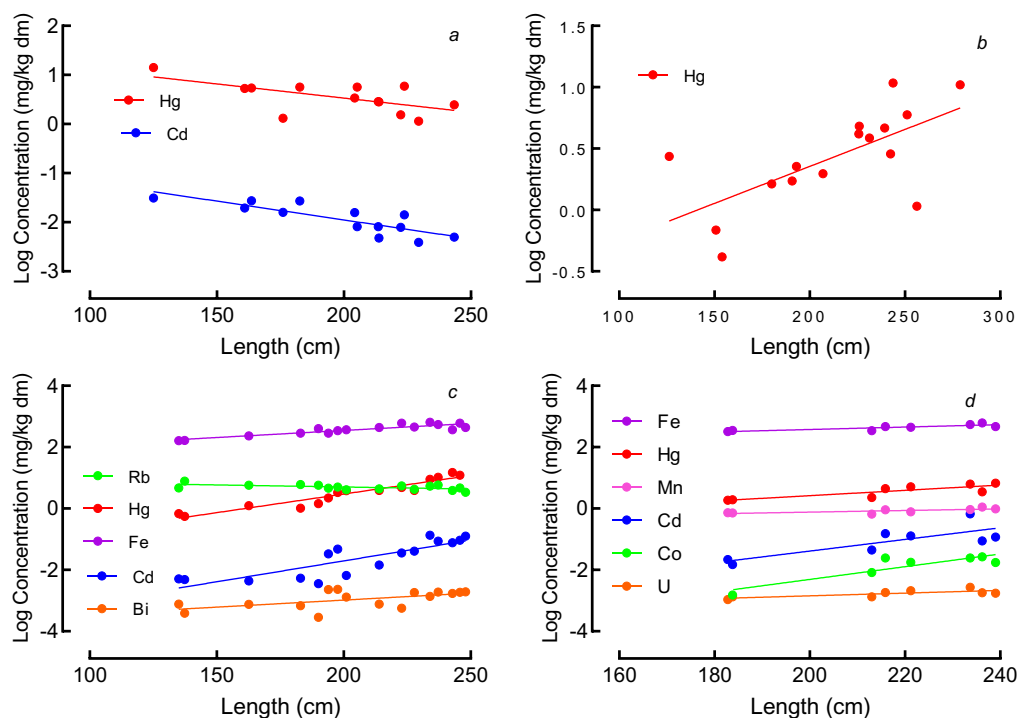 a
Log Concentration (mg/kg dm)
2
1
0
-1
-2
-3
Hg
Cd
100 150 200 250
Length (cm)
b
Log Concentration (mg/kg dm)
1.5
1.0
0.5
0.0
-0.5
Hg
100 150 200 250 300
Length (cm)
c
Log Concentration (mg/kg dm)
4
2
0
-2
-4
Rb
Hg
Fe
Cd
Bi
100 150 200 250
Length (cm)
d
Log Concentration (mg/kg dm)
4
2
0
-2
-4
Fe
Hg
Mn
Cd
Co
U
160 180 200 220 240
Length (cm)